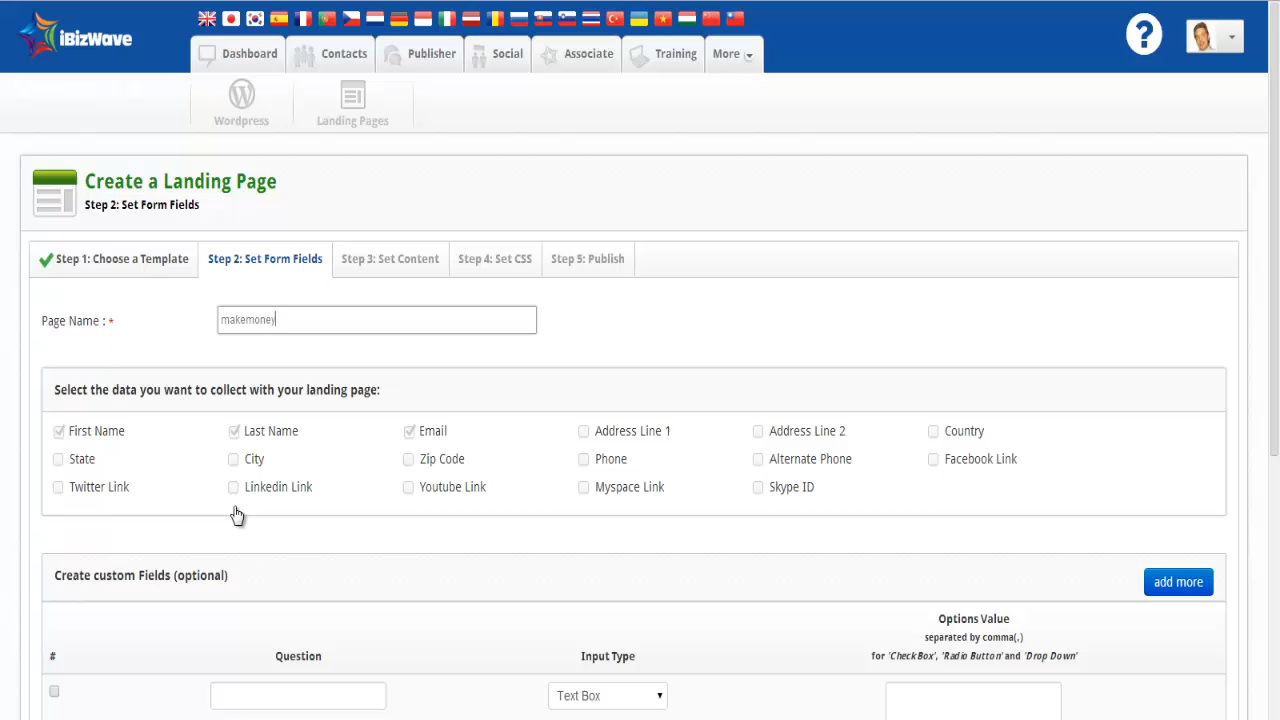 iBizWave
Dashboard Contacts Publisher Social Associate Training More
?
Wordpress Landing Pages
Create a Landing Page
Step 2: Set Form Fields
Step 1: Choose a Template Step 2: Set Form Fields Step 3: Set Content Step 4: Set CSS Step 5: Publish
Page Name : * makemoney
Select the data you want to collect with your landing page:
First Name Last Name Email Address Line 1 Address Line 2 Country
State City Zip Code Phone Alternate Phone Facebook Link
Twitter Link Linkedin Link Youtube Link Myspace Link Skype ID
Create custom Fields (optional) add more
Options Value
separated by comma(,)
# Question Input Type for 'CheckBox', 'Radio Button' and 'Drop Down'
Text Box